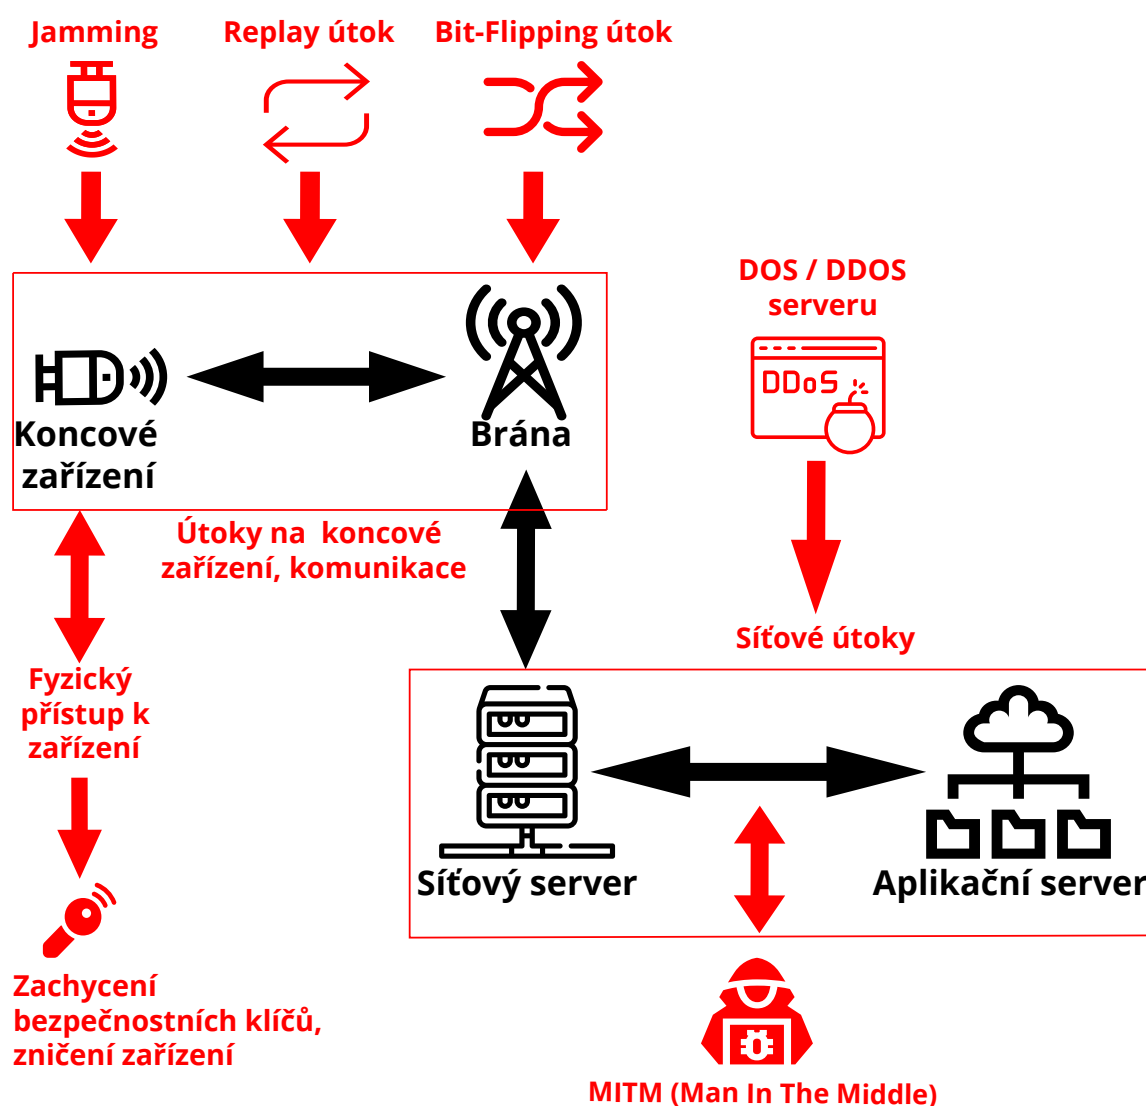 Jamming
Replay útok
Bit-Flipping útok
DOS / DDOS
serveru
DDoS
Koncové
zařízení
Brána
Útoky na  koncové
zařízení, komunikace
Síťové útoky
Fyzický
přístup k
zařízení
Síťový server
Aplikační server
Zachycení
bezpečnostních klíčů,
zničení zařízení
MITM (Man In The Middle)